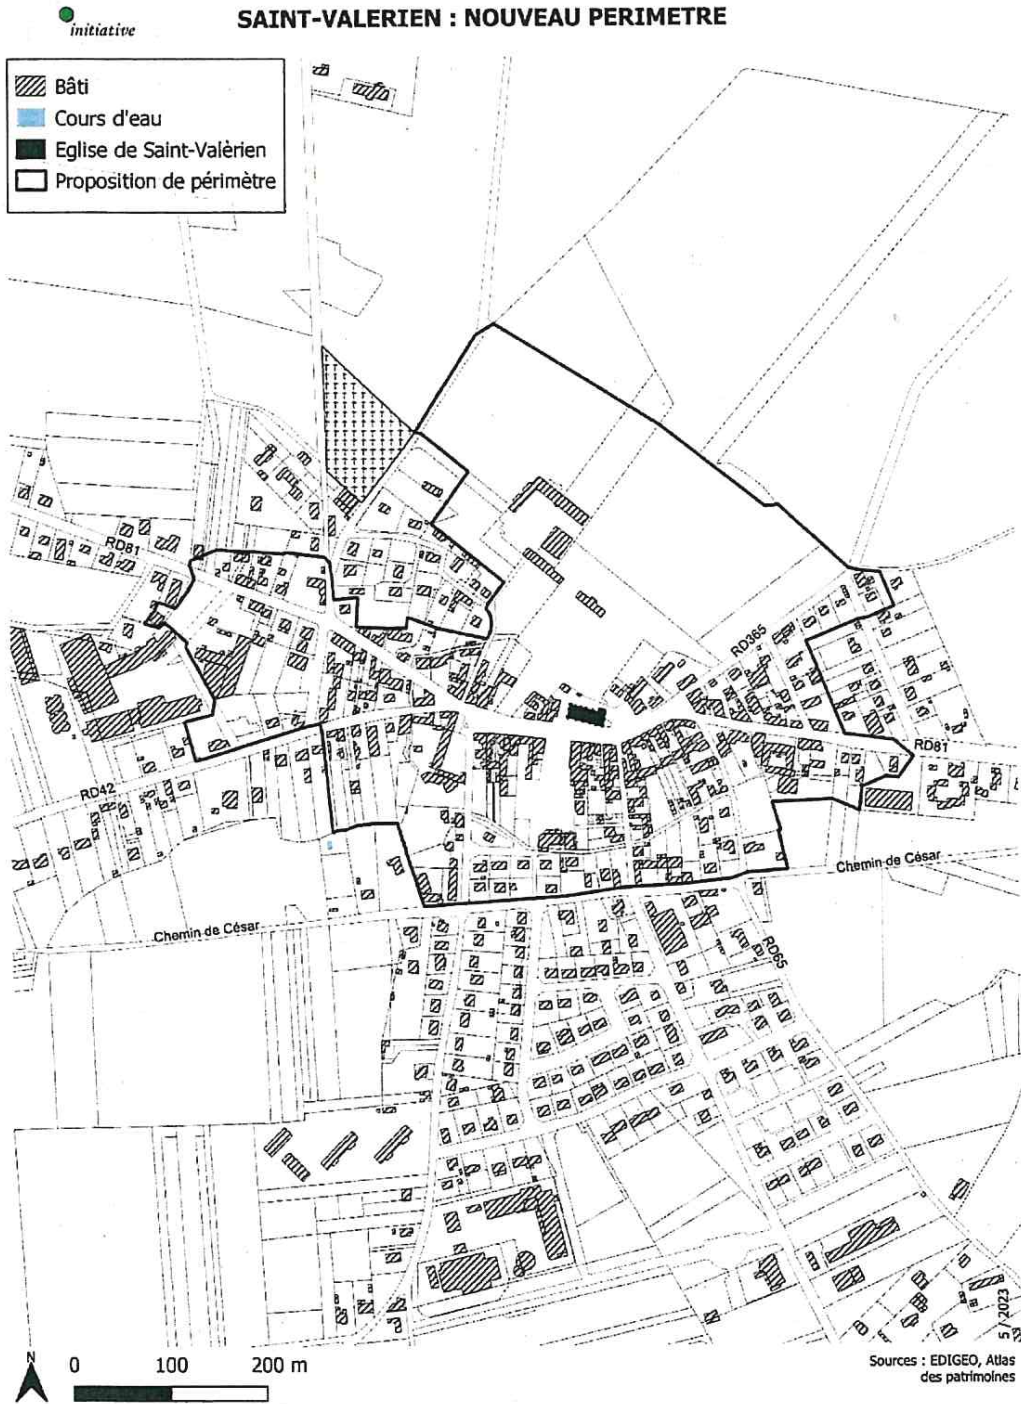 initiative
SAINT-VALERIEN : NOUVEAU PERIMETRE
Bâti
Cours d'eau
Eglise de Saint-Valèrien
Proposition de périmètre
RD81
RD365
RD81
RD42
Chemin de César
Chemin de César
RD65
5 / 2023
N
0 100 200 m
Sources : EDIGEO, Atlas
des patrimoines